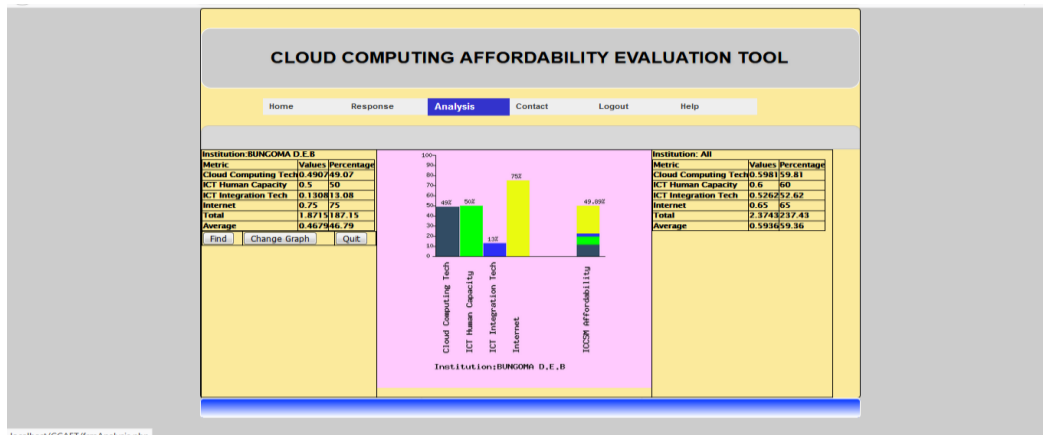 CLOUD COMPUTING AFFORDABILITY EVALUATION TOOL
Home Response Analysis Contact Logout Help
Institution:BUNGOMA D.E.B
Metric Values Percentage
Cloud Computing Tech 0.4907 49.07
ICT Human Capacity 0.5 50
ICT Integration Tech 0.1308 13.08
Internet 0.75 75
Total 1.8715 187.15
Average 0.4679 46.79
Find Change Graph Quit
100
90
80
70
60
50
40
30
20
10
0
49% 50% 13% 75% 49.89%
Cloud Computing Tech
ICT Human Capacity
ICT Integration Tech
Internet
ICCSM Affordability
Institution;BUNGOMA D.E.B
Institution: All
Metric Values Percentage
Cloud Computing Tech 0.5981 59.81
ICT Human Capacity 0.6 60
ICT Integration Tech 0.5262 52.62
Internet 0.65 65
Total 2.3743 237.43
Average 0.5936 59.36